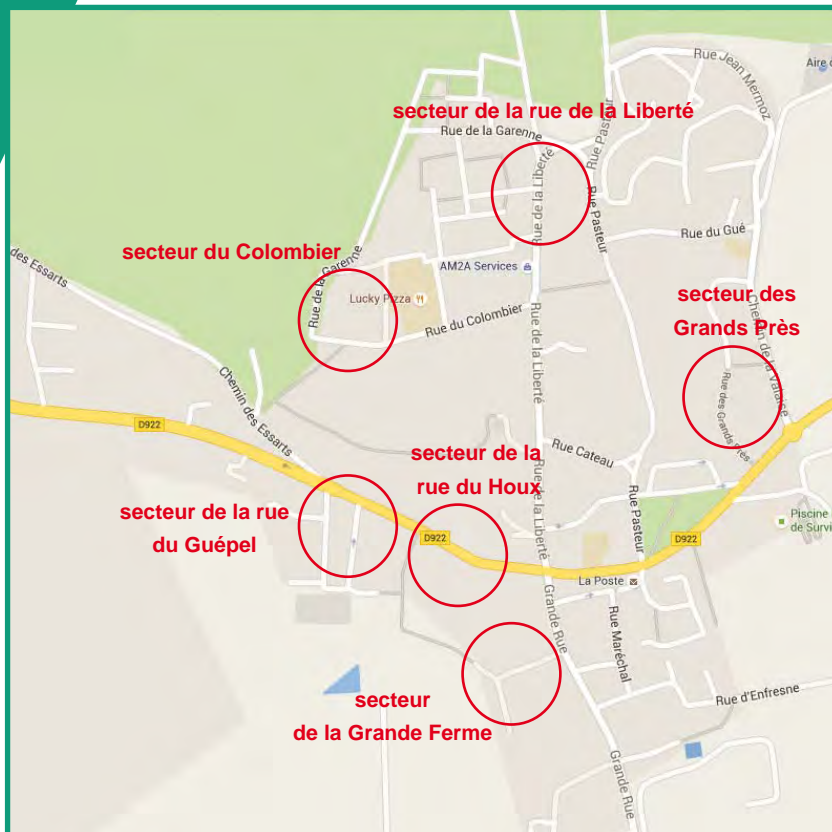 Aire
Rue Jean Mermoz
secteur de la rue de la Liberté
Rue de la Garenne
Rue Pasteur
Rue de la Liberté
Rue Pasteur
Rue du Gué
secteur du Colombier
des Essarts
Rue de la Garenne
AM2A Services
Lucky Pizza
secteur des
Grands Près
Rue du Colombier
Rue de la Liberté
Chemin de la Valaise
Rue des Grands Près
Chemin des Essarts
D922
secteur de la
rue du Houx
Rue Cateau
Rue de la Liberté
Rue Pasteur
secteur de la rue
du Guépel
D922
D922
Piscine
de Survi
La Poste
Grande Rue
Rue Maréchal
secteur
de la Grande Ferme
Rue d'Enfresne
Grande Rue